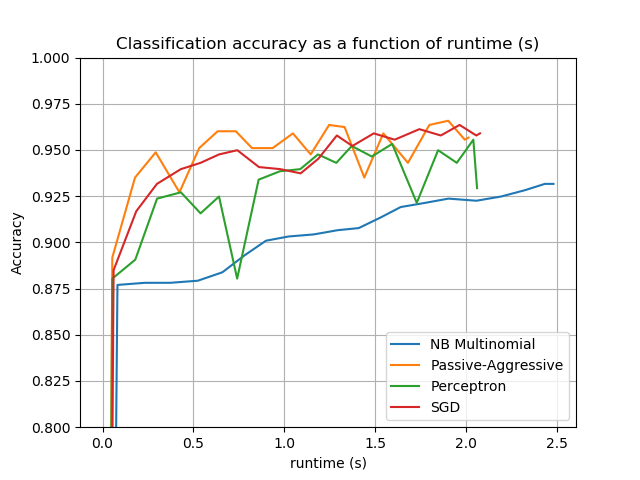 Classification accuracy as a function of runtime (s)
1.000
0.975
0.950
0.925
0.900
0.875
0.850
0.825
0.800
Accuracy
NB Multinomial
Passive-Aggressive
Perceptron
SGD
0.0 0.5 1.0 1.5 2.0 2.5
runtime (s)